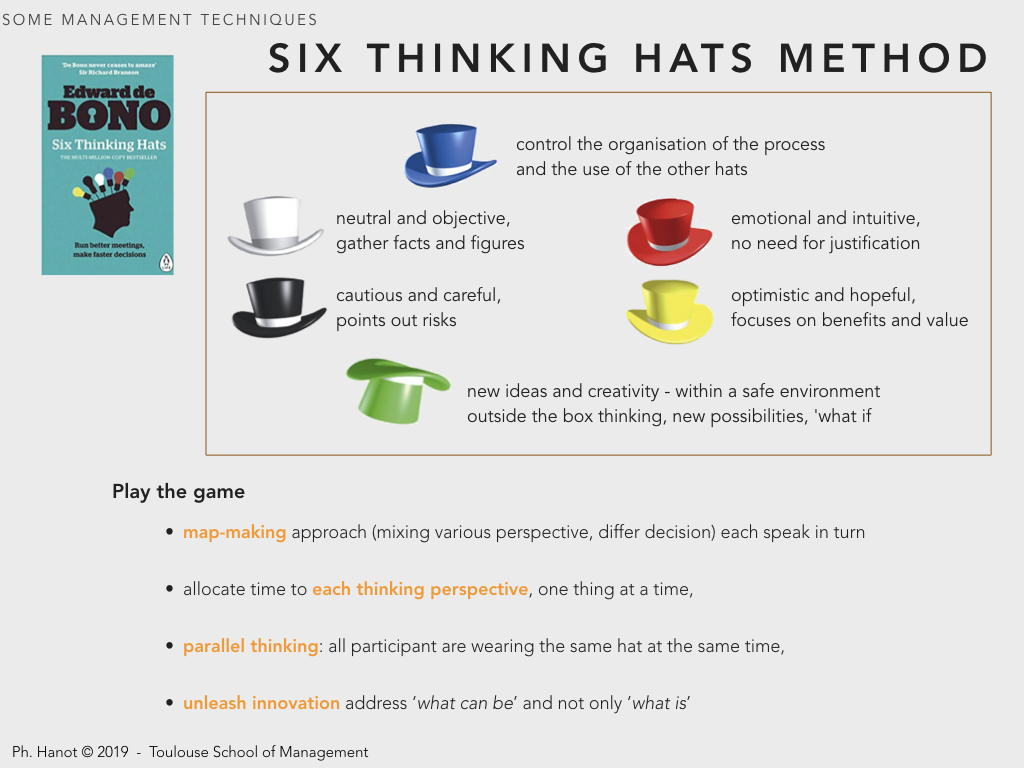 SOME MANAGEMENT TECHNIQUES
SIX THINKING HATS METHOD
'De Bono never ceases to amaze'
Sir Richard Branson
Edward de
BONO
Six Thinking Hats
THE MULTI-MILLION-COPY BESTSELLER
Run better meetings,
make faster decisions
control the organisation of the process
and the use of the other hats
neutral and objective,
gather facts and figures
emotional and intuitive,
no need for justification
cautious and careful,
points out risks
optimistic and hopeful,
focuses on benefits and value
new ideas and creativity - within a safe environment
outside the box thinking, new possibilities, 'what if
Play the game
• map-making approach (mixing various perspective, differ decision) each speak in turn
• allocate time to each thinking perspective, one thing at a time,
• parallel thinking: all participant are wearing the same hat at the same time,
• unleash innovation address ‘what can be’ and not only ‘what is’
Ph. Hanot © 2019 - Toulouse School of Management